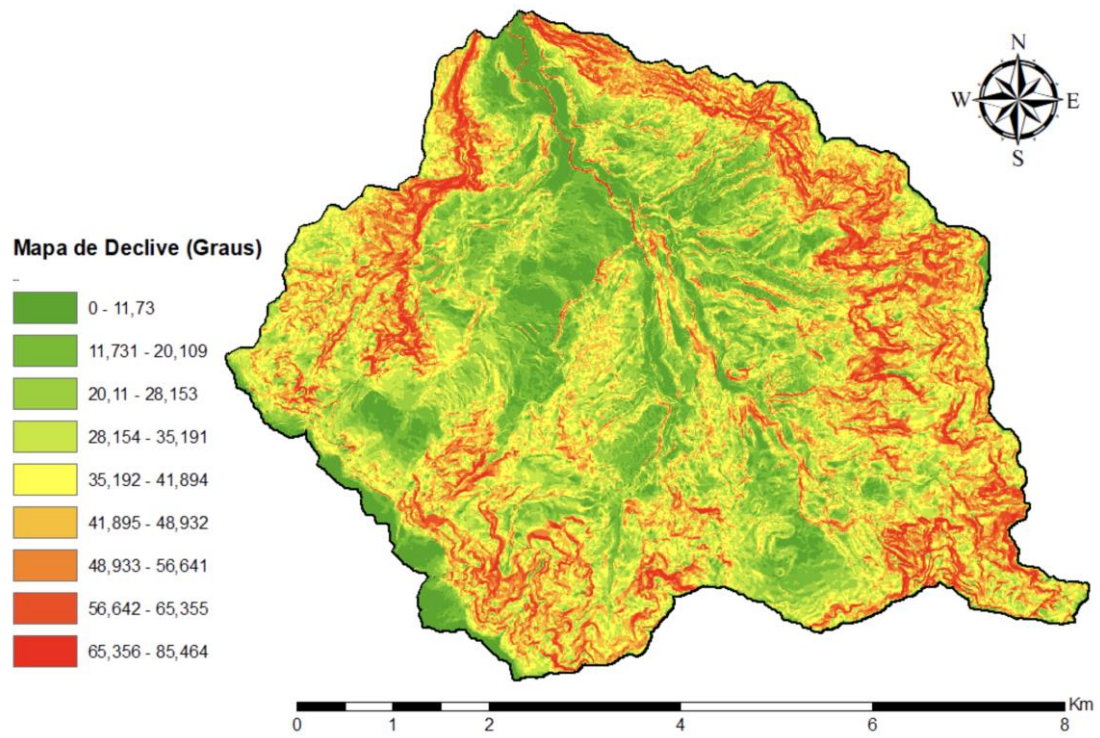 N
W E
S
Mapa de Declive (Graus)
0 - 11,73
11,731 - 20,109
20,11 - 28,153
28,154 - 35,191
35,192 - 41,894
41,895 - 48,932
48,933 - 56,641
56,642 - 65,355
65,356 - 85,464
Km
0 1 2 4 6 8